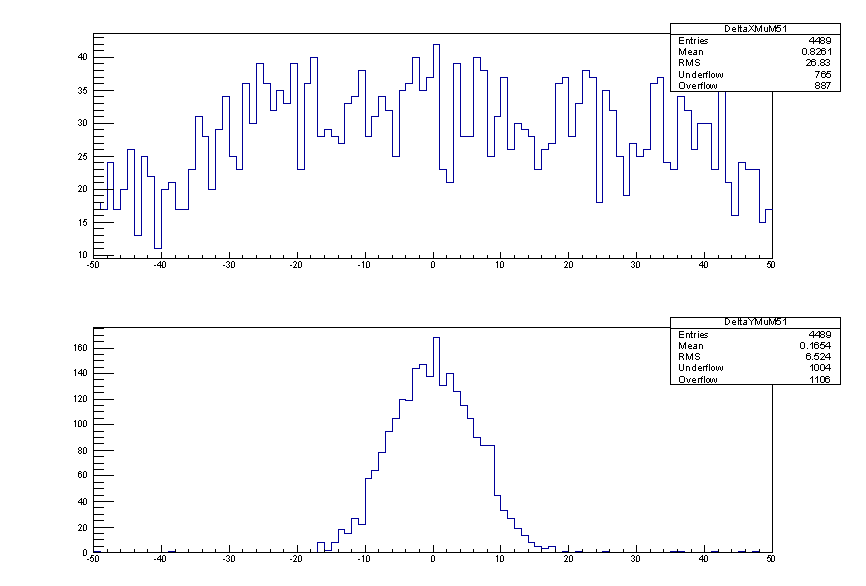 DeltaXMuM51
Entries 4489
Mean 0.8261
RMS 26.83
Underflow 765
Overflow 887
40
35
30
25
20
15
10
-50 -40 -30 -20 -10 0 10 20 30 40 50
DeltaYMuM51
Entries 4489
Mean 0.1654
RMS 6.524
Underflow 1004
Overflow 1106
160
140
120
100
80
60
40
20
0
-50 -40 -30 -20 -10 0 10 20 30 40 50